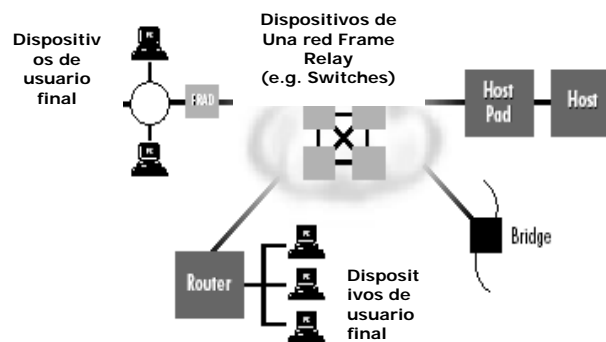 Dispositivos de
Una red Frame
Relay
(e.g. Switches)
Dispositiv
os de
usuario
final
PC
FRAD
PC
Host
Pad
Host
Bridge
Router
PC
PC
PC
Disposit
ivos de
usuario
final